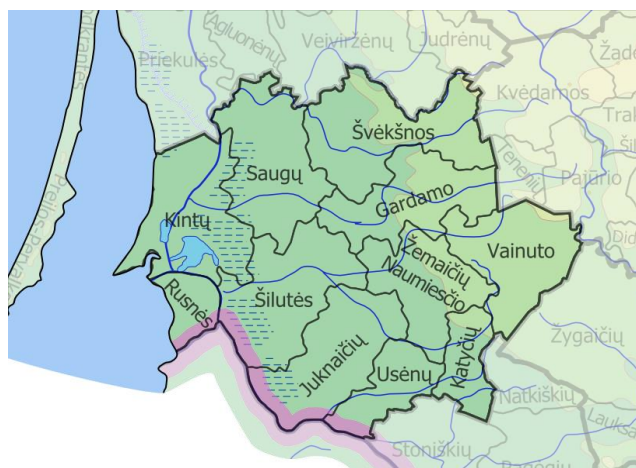 Agluonėnų
Veiviržėnų
Judrėnų
Priekulės
Kvėdarnos
Švėkšnos
Saugų
Teneni̇ų
Pajūrio
Gardamo
Kintų
Žemaičių
Naumiesčio
Vainuto
Rusnės
Šilutės
Juknaičių
Usėnų
Katyčių
Žygaičių
Natkiškių
Stoniškių